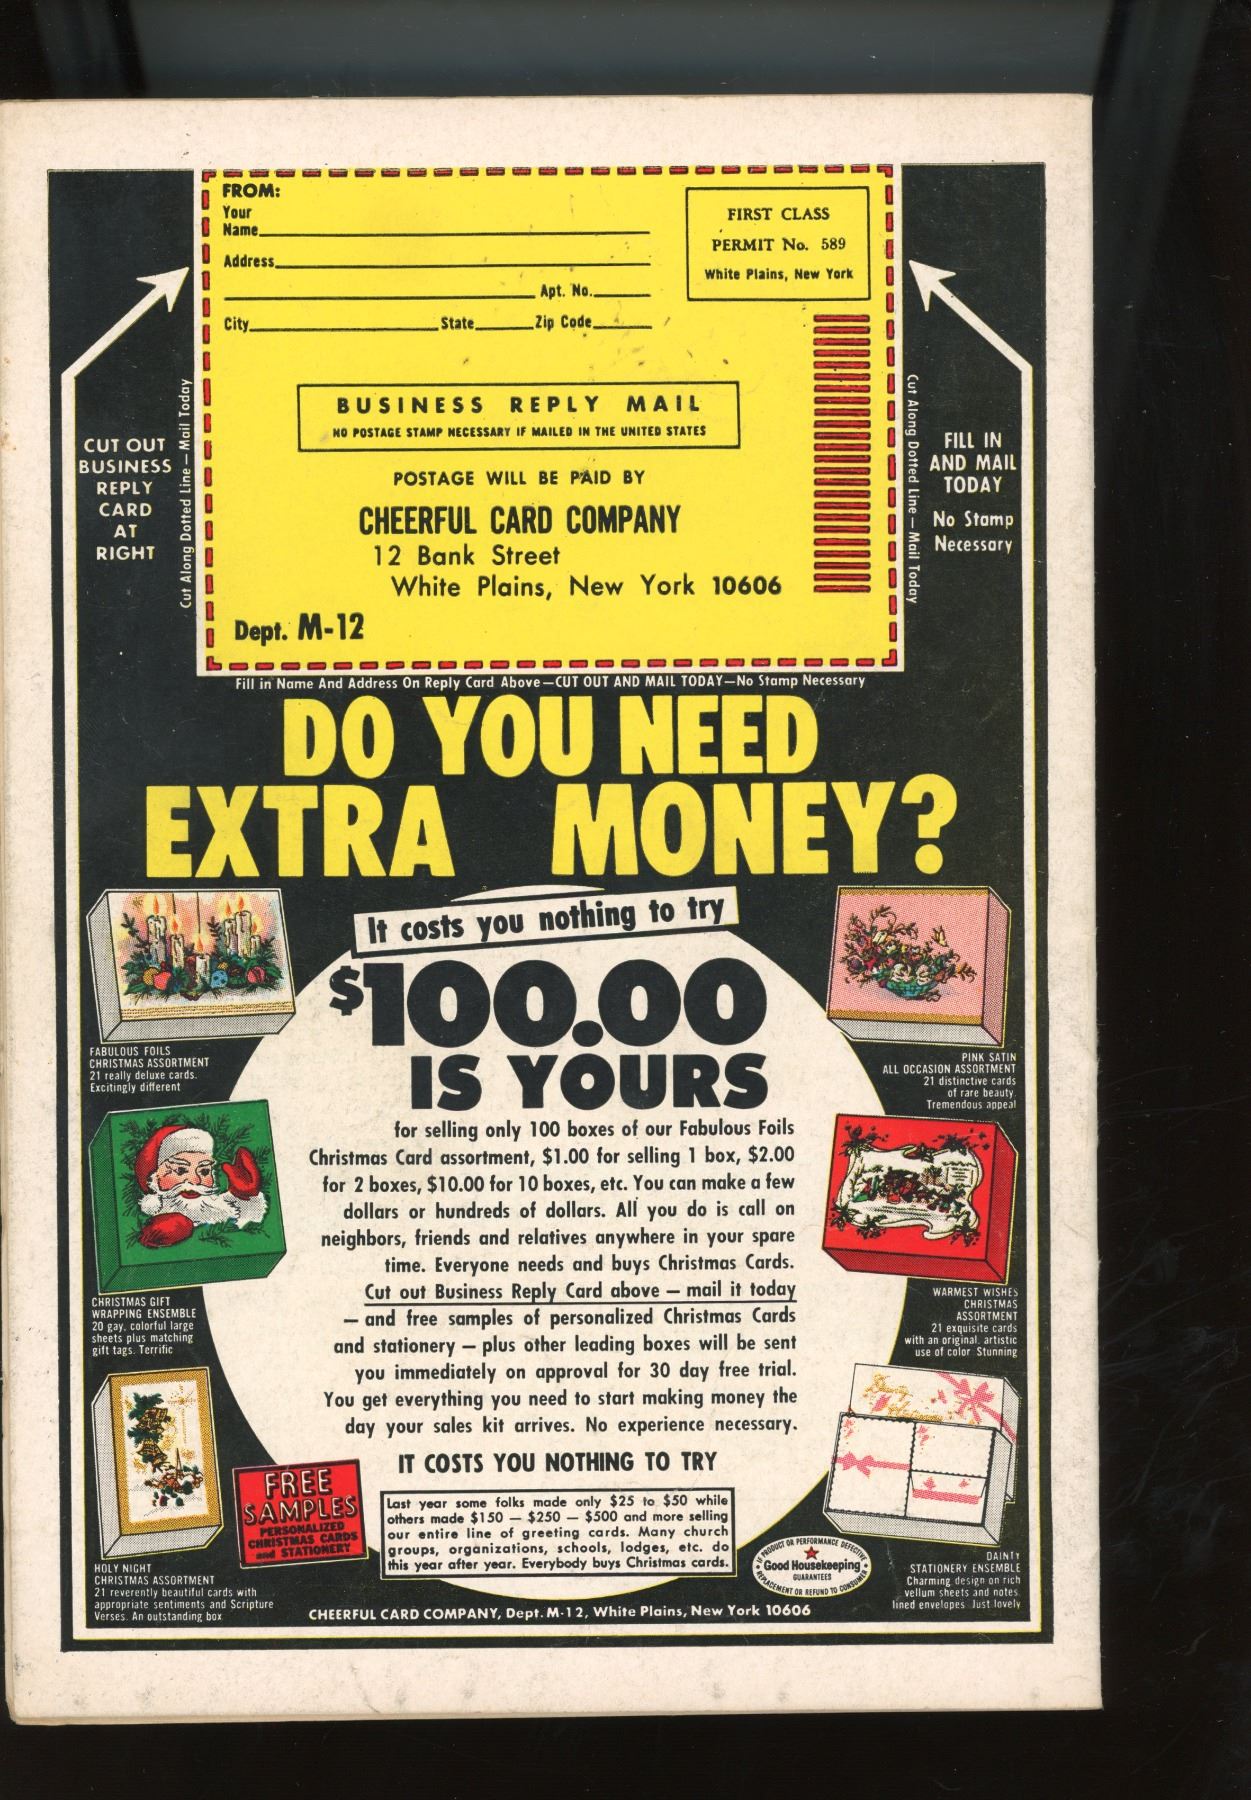 FROM:
Your
Name
Address
Apt. No.
City State Zip Code
FIRST CLASS
PERMIT No. 589
White Plains, New York
BUSINESS REPLY MAIL
NO POSTAGE STAMP NECESSARY IF MAILED IN THE UNITED STATES
POSTAGE WILL BE PAID BY
CHEERFUL CARD COMPANY
12 Bank Street
White Plains, New York 10606
Dept. M-12
CUT OUT
BUSINESS
REPLY
CARD
AT
RIGHT
Cut Along Dotted Line — Mail Today
Cut Along Dotted Line — Mail Today
FILL IN
AND MAIL
TODAY
No Stamp
Necessary
Fill in Name And Address On Reply Card Above—CUT OUT AND MAIL TODAY—No Stamp Necessary
DO YOU NEED
EXTRA MONEY?
It costs you nothing to try
$100.00
IS YOURS
for selling only 100 boxes of our Fabulous Foils
Christmas Card assortment, $1.00 for selling 1 box, $2.00
for 2 boxes, $10.00 for 10 boxes, etc. You can make a few
dollars or hundreds of dollars. All you do is call on
neighbors, friends and relatives anywhere in your spare
time. Everyone needs and buys Christmas Cards.
Cut out Business Reply Card above — mail it today
— and free samples of personalized Christmas Cards
and stationery — plus other leading boxes will be sent
you immediately on approval for 30 day free trial.
You get everything you need to start making money the
day your sales kit arrives. No experience necessary.
IT COSTS YOU NOTHING TO TRY
Last year some folks made only $25 to $50 while
others made $150 — $250 — $500 and more selling
our entire line of greeting cards. Many church
groups, organizations, schools, lodges, etc. do
this year after year. Everybody buys Christmas cards.
FABULOUS FOILS
CHRISTMAS ASSORTMENT
21 really deluxe cards.
Excitingly different
CHRISTMAS GIFT
WRAPPING ENSEMBLE
20 gay, colorful large
sheets plus matching
gift tags. Terrific
HOLY NIGHT
CHRISTMAS ASSORTMENT
21 reverently beautiful cards with
appropriate sentiments and Scripture
Verses. An outstanding box
FREE
SAMPLES
PERSONALIZED
CHRISTMAS CARDS
and STATIONERY
PINK SATIN
ALL OCCASION ASSORTMENT
21 distinctive cards
of rare beauty.
Tremendous appeal
WARMEST WISHES
CHRISTMAS
ASSORTMENT
21 exquisite cards
with an original, artistic
use of color Stunning
DAINTY
STATIONERY ENSEMBLE
Charming design on rich
vellum sheets and notes,
lined envelopes Just lovely
IF PRODUCT OR PERFORMANCE DEFECTIVE
Good Housekeeping
GUARANTEES
REPLACEMENT OR REFUND TO CONSUMER
CHEERFUL CARD COMPANY, Dept. M-12, White Plains, New York 10606